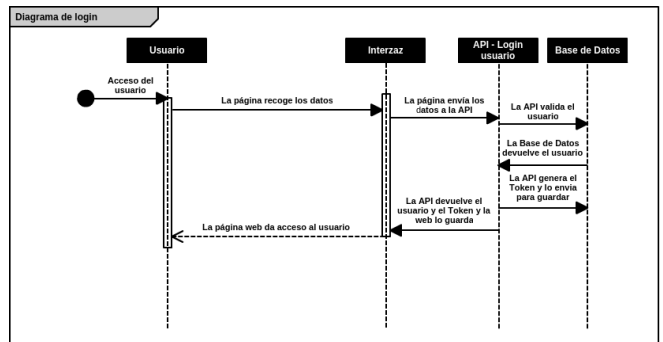 Diagrama de login
Usuario
Interzaz
API - Login
usuario
Base de Datos
Acceso del
usuario
La página recoge los datos
La página envía los
datos a la API
La API valida el
usuario
La Base de Datos
devuelve el usuario
La API genera el
Token y lo envia
para guardar
La API devuelve el
usuario y el Token y la
web lo guarda
La página web da acceso al usuario